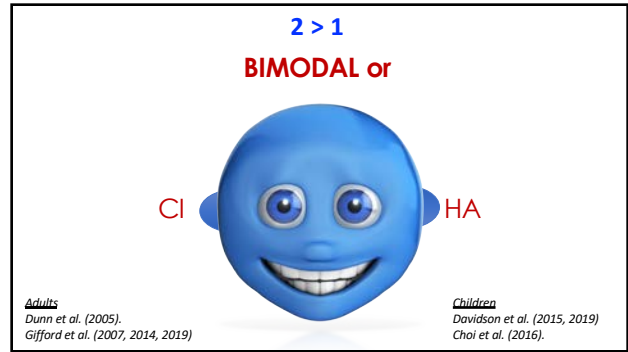 2 > 1
BIMODAL or
CI
HA
Adults
Dunn et al. (2005).
Gifford et al. (2007, 2014, 2019)
Children
Davidson et al. (2015, 2019)
Choi et al. (2016).